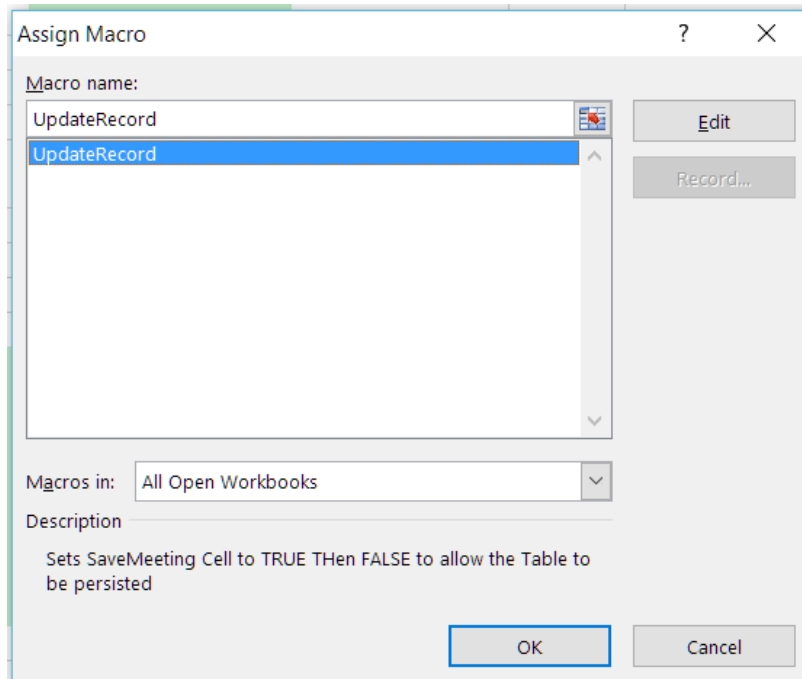 Assign Macro ? ×
Macro name:
UpdateRecord
Edit
UpdateRecord
Record...
Macros in: All Open Workbooks
Description
Sets SaveMeeting Cell to TRUE THen FALSE to allow the Table to
be persisted
OK Cancel